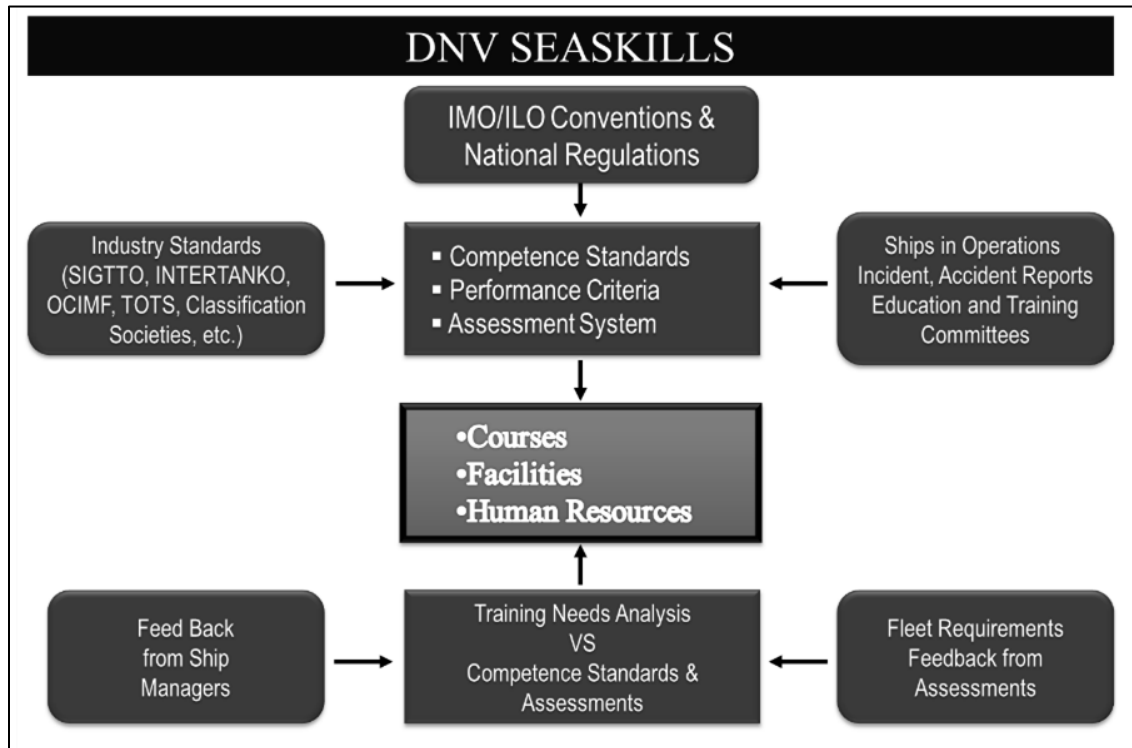 DNV SEASKILLS
IMO/ILO Conventions &
National Regulations
Industry Standards
(SIGTTO, INTERTANKO,
OCIMF, TOTS, Classification
Societies, etc.)
▪ Competence Standards
▪ Performance Criteria
▪ Assessment System
Ships in Operations
Incident, Accident Reports
Education and Training
Committees
•Courses
•Facilities
•Human Resources
Feed Back
from Ship
Managers
Training Needs Analysis
VS
Competence Standards &
Assessments
Fleet Requirements
Feedback from
Assessments